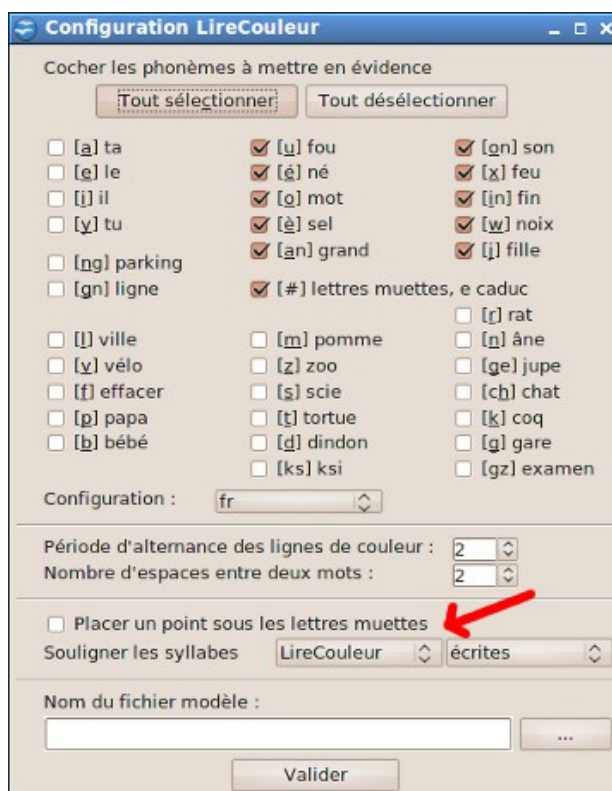 Configuration LireCouleur
Cocher les phonèmes à mettre en évidence
Tout sélectionner Tout désélectionner
[a] ta [u] fou [on] son
[e] le [é] né [x] feu
[i] il [o] mot [in] fin
[y] tu [è] sel [w] noix
[an] grand [j] fille
[ng] parking
[gn] ligne [#] lettres muettes, e caduc
[r] rat
[l] ville [m] pomme [n] âne
[v] vélo [z] zoo [ge] jupe
[f] effacer [s] scie [ch] chat
[p] papa [t] tortue [k] coq
[b] bébé [d] dindon [g] gare
[ks] ksi [gz] examen
Configuration : fr
Période d'alternance des lignes de couleur : 2
Nombre d'espaces entre deux mots : 2
Placer un point sous les lettres muettes
Souligner les syllabes LireCouleur écrites
Nom du fichier modèle :
...
Valider